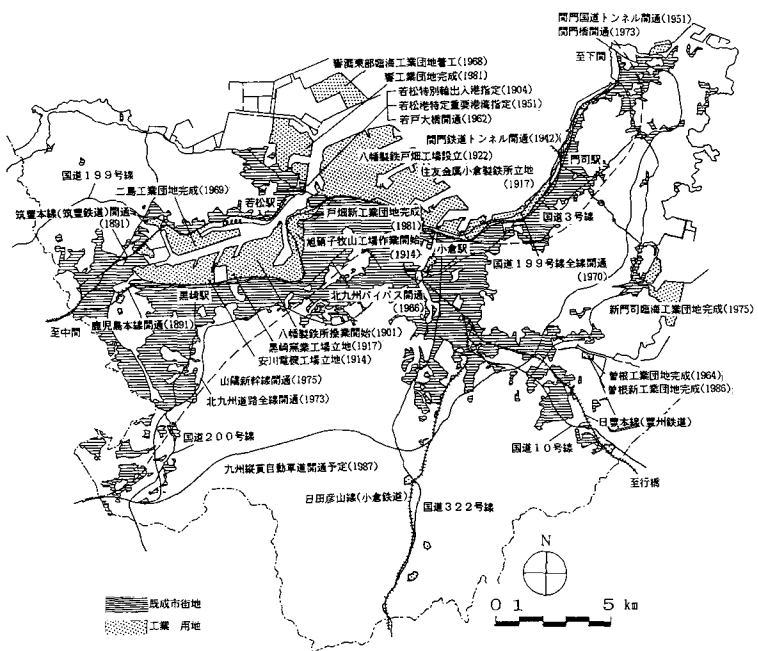 関門国道トンネル開通(1951)
関門橋開通(1973)
至下関
響灘東部臨海工業団地着工(1968)
響工業団地完成(1981)
若松特別輸出入港指定(1904)
若松港特定重要港湾指定(1951)
若戸大橋開通(1962)
関門鉄道トンネル開通(1942)
八幡製鉄戸畑工場設立(1922)
住友金属小倉製鉄所立地
(1917)
門司駅
国道199号線
二島工業団地完成(1969)
若松駅
筑豊本線(筑豊鉄道)開通
(1891)
戸畑新工業団地完成
(1981)
国道3号線
旭硝子牧山工場作業開始
(1914)
小倉駅
国道199号線全線開通
(1970)
黒崎駅
北九州バイパス開通
(1966)
新門司臨海工業団地完成(1975)
至中間
鹿児島本線開通(1891)
八幡製鉄所操業開始(1901)
黒崎窯業工場立地(1917)
安川電機工場立地(1914)
山陽新幹線開通(1975)
北九州道路全線開通(1973)
曽根工業団地完成(1964)
曽根新工業団地完成(1986)
日豊本線(豊州鉄道)
国道10号線
国道200号線
九州縦貫自動車道開通予定(1987)
至行橋
日田彦山線(小倉鉄道)
国道322号線
N
既成市街地
工業 用地
0 1 5 km